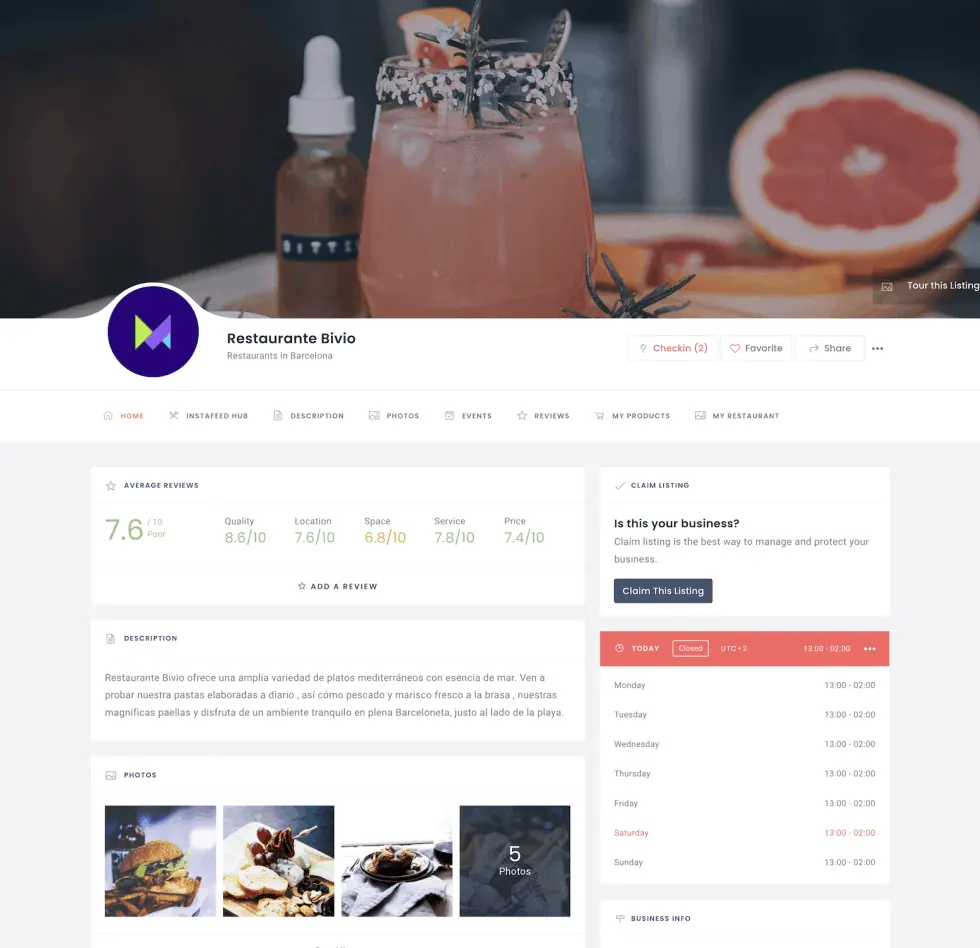 BITTE
Tour this Listing
Restaurante Bivio
Restaurants in Barcelona
Checkin (2)
Favorite
Share
HOME
INSTAFEED HUB
DESCRIPTION
PHOTOS
EVENTS
REVIEWS
MY PRODUCTS
MY RESTAURANT
AVERAGE REVIEWS
7.6 / 10 Poor
Quality 8.6/10
Location 7.6/10
Space 6.8/10
Service 7.8/10
Price 7.4/10
ADD A REVIEW
DESCRIPTION
Restaurante Bivio ofrece una amplia variedad de platos mediterráneos con esencia de mar. Ven a
probar nuestra pastas elaboradas a diario , así cómo pescado y marisco fresco a la brasa , nuestras
magníficas paellas y disfruta de un ambiente tranquilo en plena Barceloneta, justo al lado de la playa.
PHOTOS
5
Photos
CLAIM LISTING
Is this your business?
Claim listing is the best way to manage and protect your
business.
Claim This Listing
TODAY Closed UTC+2 13:00 - 02:00
Monday 13:00 - 02:00
Tuesday 13:00 - 02:00
Wednesday 13:00 - 02:00
Thursday 13:00 - 02:00
Friday 13:00 - 02:00
Saturday 13:00 - 02:00
Sunday 13:00 - 02:00
BUSINESS INFO